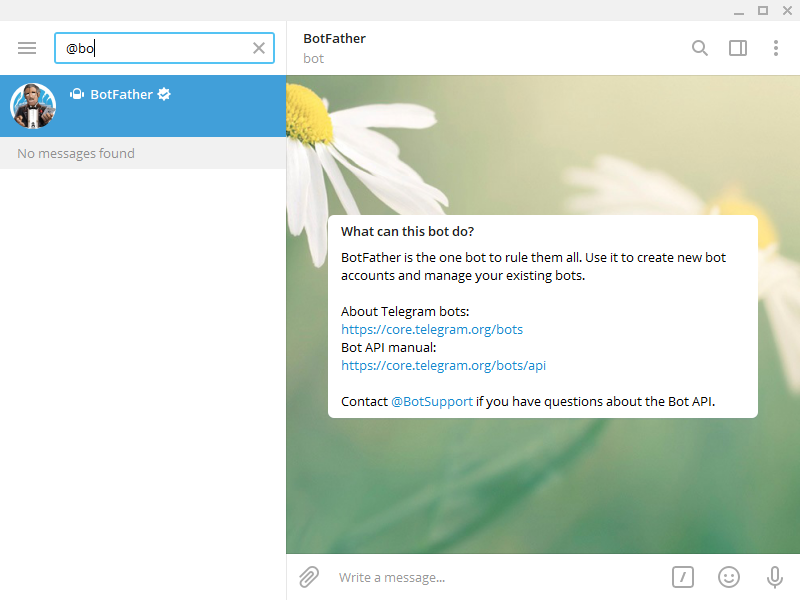 @bo
BotFather
No messages found
BotFather
bot
What can this bot do?
BotFather is the one bot to rule them all. Use it to create new bot
accounts and manage your existing bots.
About Telegram bots:
https://core.telegram.org/bots
Bot API manual:
https://core.telegram.org/bots/api
Contact @BotSupport if you have questions about the Bot API.
Write a message...